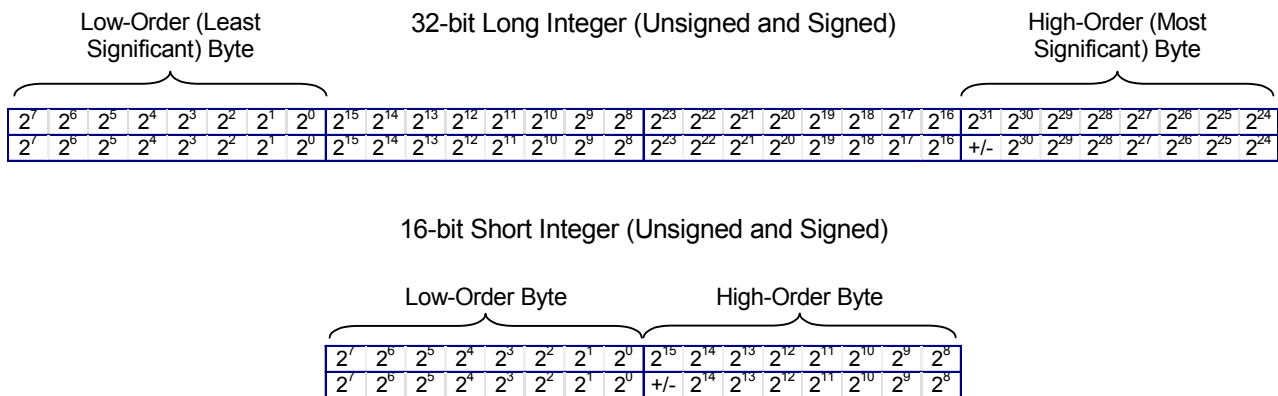 Low-Order (Least
Significant) Byte
32-bit Long Integer (Unsigned and Signed)
High-Order (Most
Significant) Byte
2⁷ 2⁶ 2⁵ 2⁴ 2³ 2² 2¹ 2⁰ 2¹⁵ 2¹⁴ 2¹³ 2¹² 2¹¹ 2¹⁰ 2⁹ 2⁸ 2²³ 2²² 2²¹ 2²⁰ 2¹⁹ 2¹⁸ 2¹⁷ 2¹⁶ 2³¹ 2³⁰ 2²⁹ 2²⁸ 2²⁷ 2²⁶ 2²⁵ 2²⁴
2⁷ 2⁶ 2⁵ 2⁴ 2³ 2² 2¹ 2⁰ 2¹⁵ 2¹⁴ 2¹³ 2¹² 2¹¹ 2¹⁰ 2⁹ 2⁸ 2²³ 2²² 2²¹ 2²⁰ 2¹⁹ 2¹⁸ 2¹⁷ 2¹⁶ +/- 2³⁰ 2²⁹ 2²⁸ 2²⁷ 2²⁶ 2²⁵ 2²⁴
16-bit Short Integer (Unsigned and Signed)
Low-Order Byte
High-Order Byte
2⁷ 2⁶ 2⁵ 2⁴ 2³ 2² 2¹ 2⁰ 2¹⁵ 2¹⁴ 2¹³ 2¹² 2¹¹ 2¹⁰ 2⁹ 2⁸
2⁷ 2⁶ 2⁵ 2⁴ 2³ 2² 2¹ 2⁰ +/- 2¹⁴ 2¹³ 2¹² 2¹¹ 2¹⁰ 2⁹ 2⁸